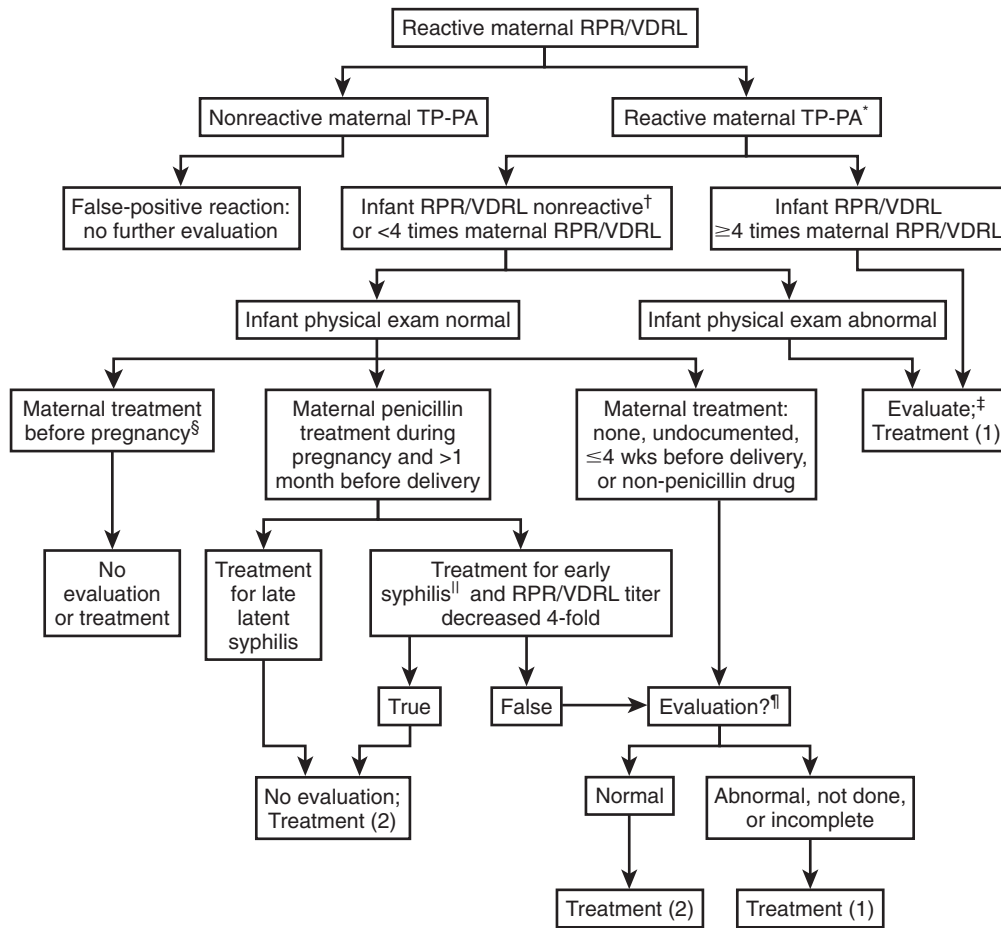 Reactive maternal RPR/VDRL
Nonreactive maternal TP-PA
Reactive maternal TP-PA*
False-positive reaction:
no further evaluation
Infant RPR/VDRL nonreactive†
or <4 times maternal RPR/VDRL
Infant RPR/VDRL
≥4 times maternal RPR/VDRL
Infant physical exam normal
Infant physical exam abnormal
Maternal treatment
before pregnancy§
Maternal penicillin
treatment during
pregnancy and >1
month before delivery
Maternal treatment:
none, undocumented,
≤4 wks before delivery,
or non-penicillin drug
Evaluate;‡
Treatment (1)
No
evaluation
or treatment
Treatment
for late
latent
syphilis
Treatment for early
syphilis|| and RPR/VDRL titer
decreased 4-fold
True
False
Evaluation?¶
No evaluation;
Treatment (2)
Normal
Abnormal, not done,
or incomplete
Treatment (2)
Treatment (1)